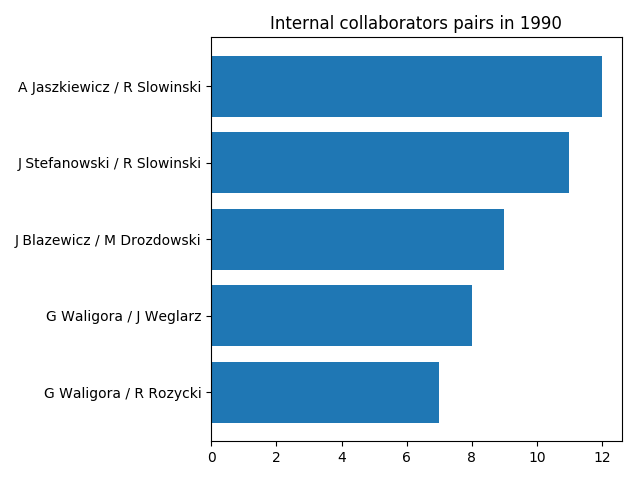 Internal collaborators pairs in 1990
A Jaszkiewicz / R Slowinski
J Stefanowski / R Slowinski
J Blazewicz / M Drozdowski
G Waligora / J Weglarz
G Waligora / R Rozycki
0 2 4 6 8 10 12